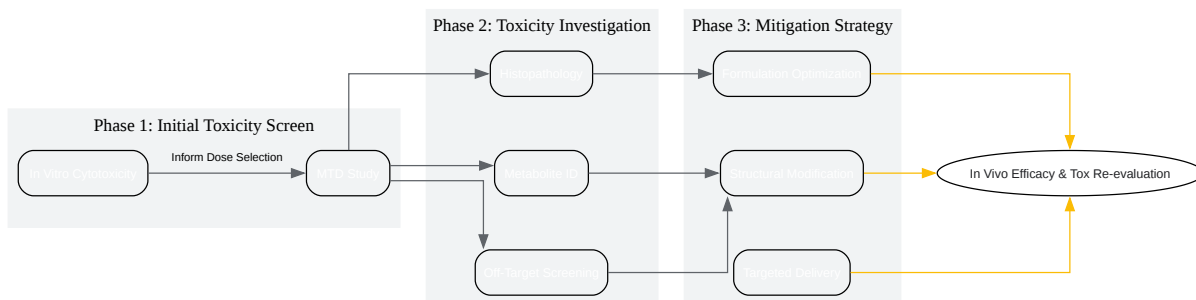 Phase 1: Initial Toxicity Screen
In Vitro Cytotoxicity
Inform Dose Selection
MTD Study
Phase 2: Toxicity Investigation
Histopathology
Metabolite ID
Off-Target Screening
Phase 3: Mitigation Strategy
Formulation Optimization
Structural Modification
Targeted Delivery
In Vivo Efficacy & Tox Re-evaluation